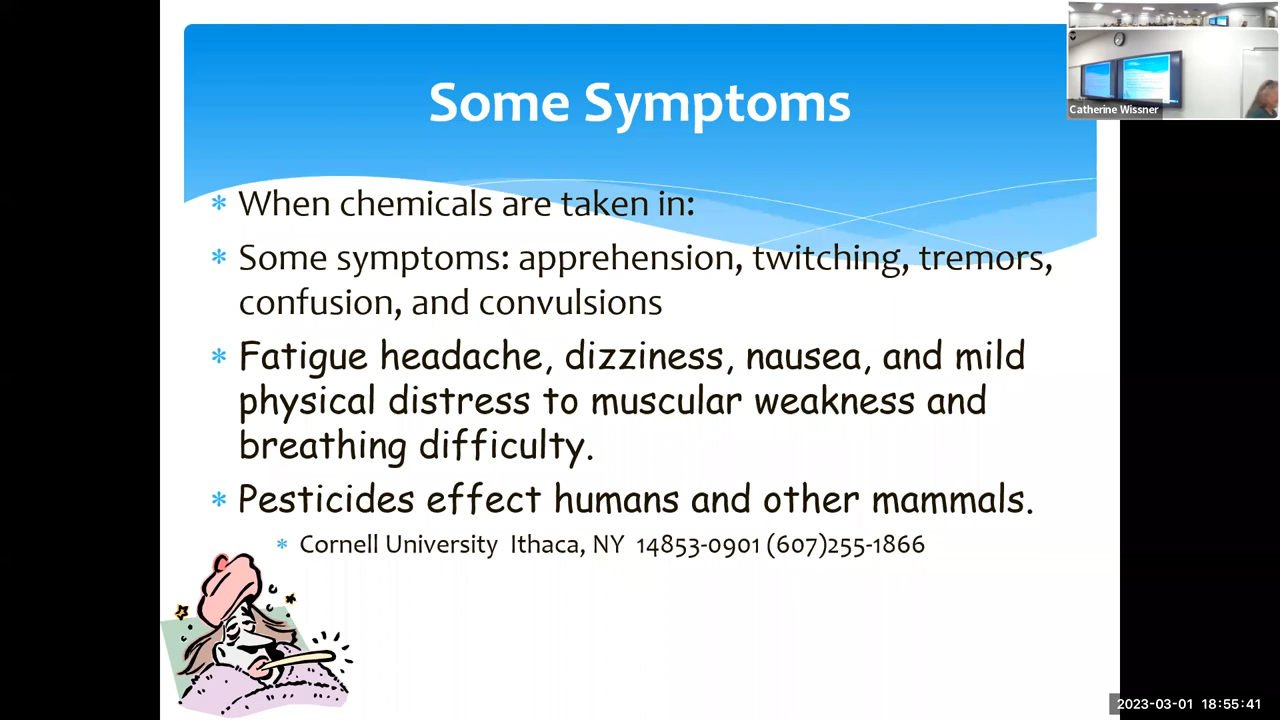 Some Symptoms
Catherine Wissner
* When chemicals are taken in:
* Some symptoms: apprehension, twitching, tremors,
confusion, and convulsions
* Fatigue headache, dizziness, nausea, and mild
physical distress to muscular weakness and
breathing difficulty.
* Pesticides effect humans and other mammals.
* Cornell University Ithaca, NY 14853-0901 (607)255-1866
2023-03-01 18:55:41